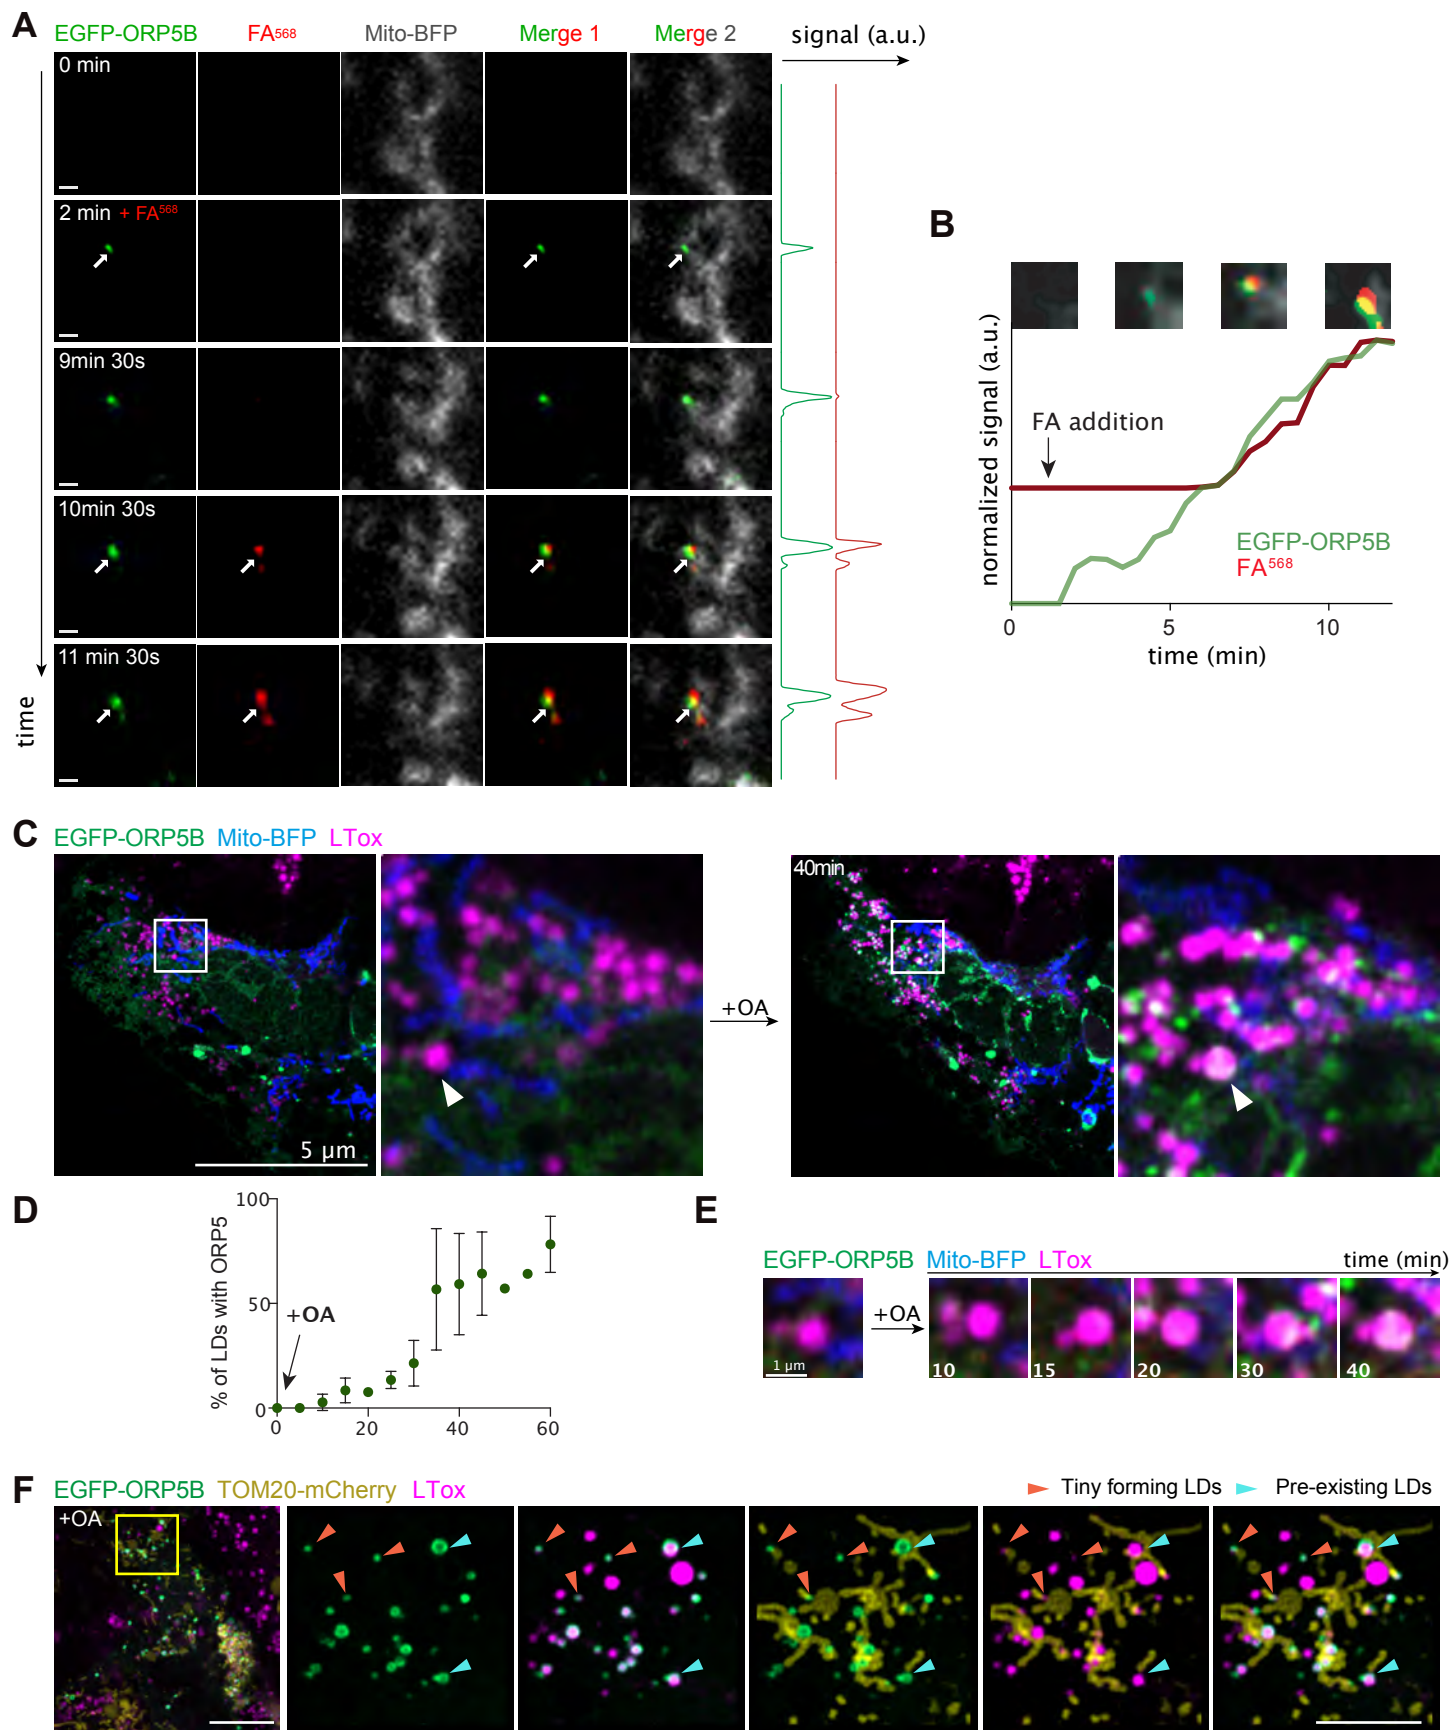 A
EGFP-ORP5B FA568 Mito-BFP Merge 1 Merge 2 signal (a.u.)
0 min
2 min + FA568
9min 30s
10min 30s
11 min 30s
time
B
FA addition
EGFP-ORP5B
FA568
normalized signal (a.u.)
0 5 10
time (min)
C EGFP-ORP5B Mito-BFP LTox
40min
+OA
5 µm
D
% of LDs with ORP5
100
50
0
+OA
0 20 40 60
E
EGFP-ORP5B Mito-BFP LTox time (min)
+OA
1 µm
10 15 20 30 40
F EGFP-ORP5B TOM20-mCherry LTox Tiny forming LDs Pre-existing LDs
+OA